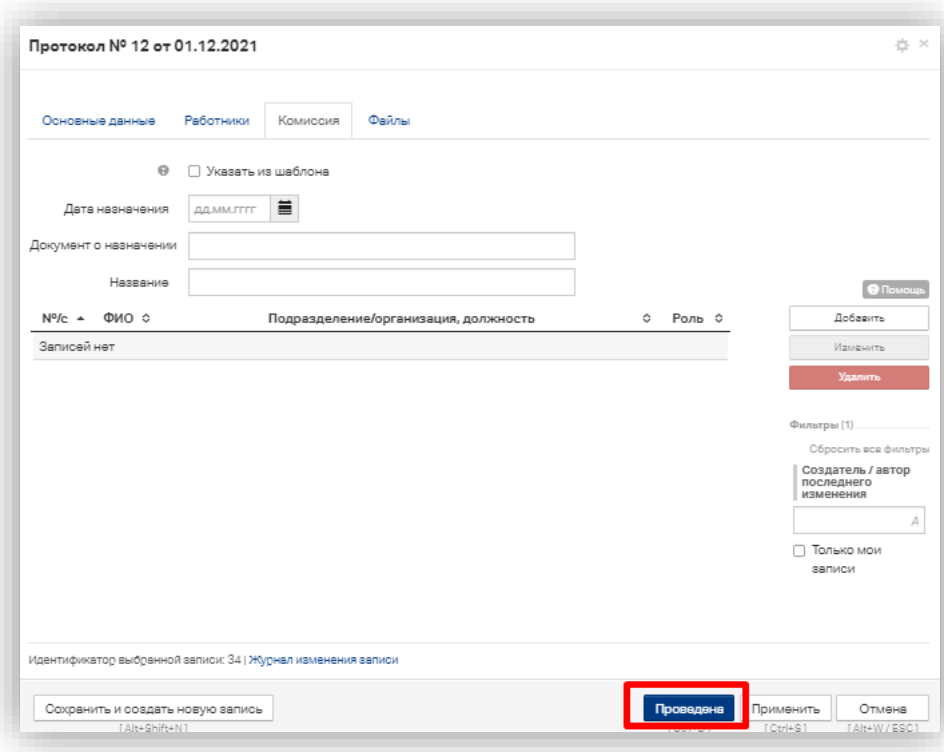 Протокол № 12 от 01.12.2021
Основные данные Работники Комиссия Файлы
Указать из шаблона
Дата назначения дд.мм.гггг
Документ о назначении
Название
Помощь
№/с ФИО Подразделение/организация, должность Роль
Добавить
Записей нет
Изменить
Удалить
Фильтры (1)
Сбросить все фильтры
Создатель / автор
последнего
изменения
A
Только мои
записи
Идентификатор выбранной записи: 34 | Журнал изменения записи
Сохранить и создать новую запись Проведена Применить Отмена
[Alt+Shift+N] [Ctrl+S] [Alt+W / ESC]